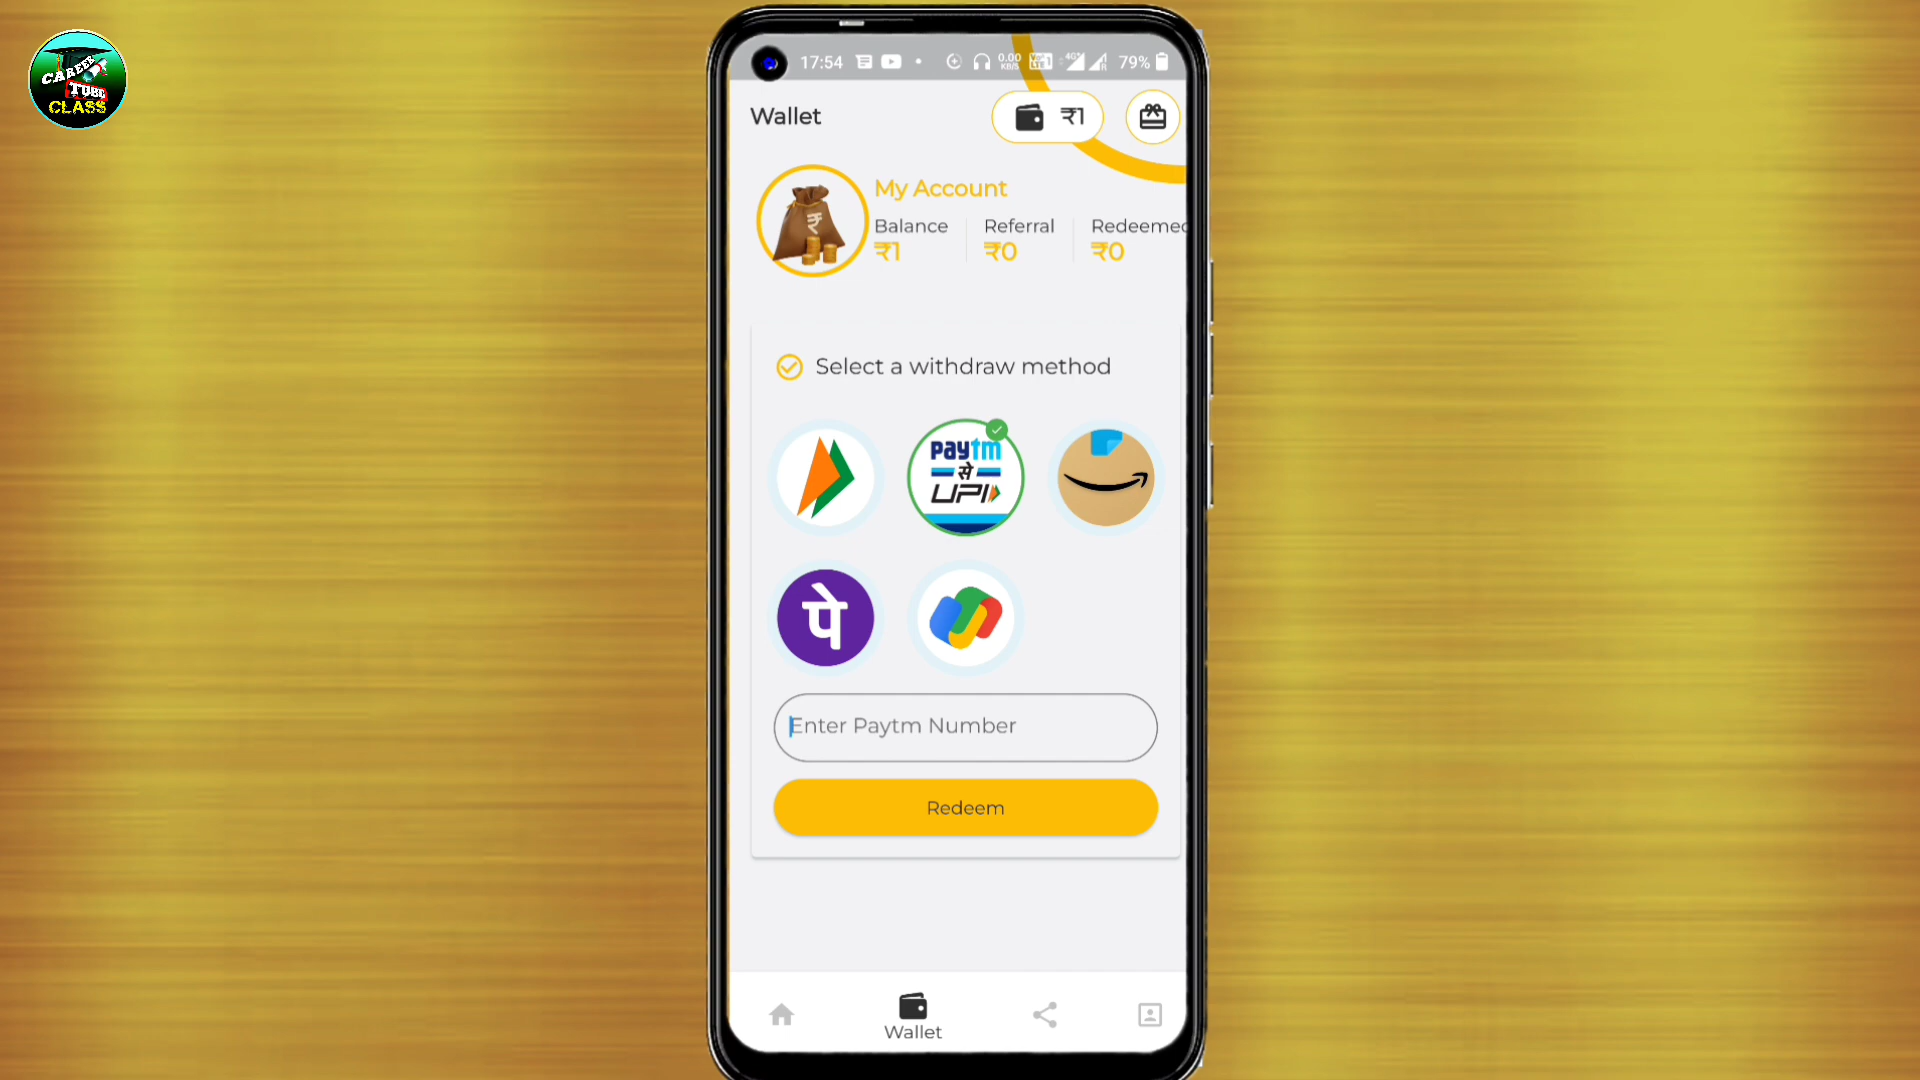 CAREER
TUBE
CLASS
17:54
0.00
KB/S
4G
79%
Wallet
₹1
My Account
Balance
Referral
Redeemed
₹1
₹0
₹0
₹
Select a withdraw method
paytm
से
UPI
पे
Enter Paytm Number
Redeem
Wallet